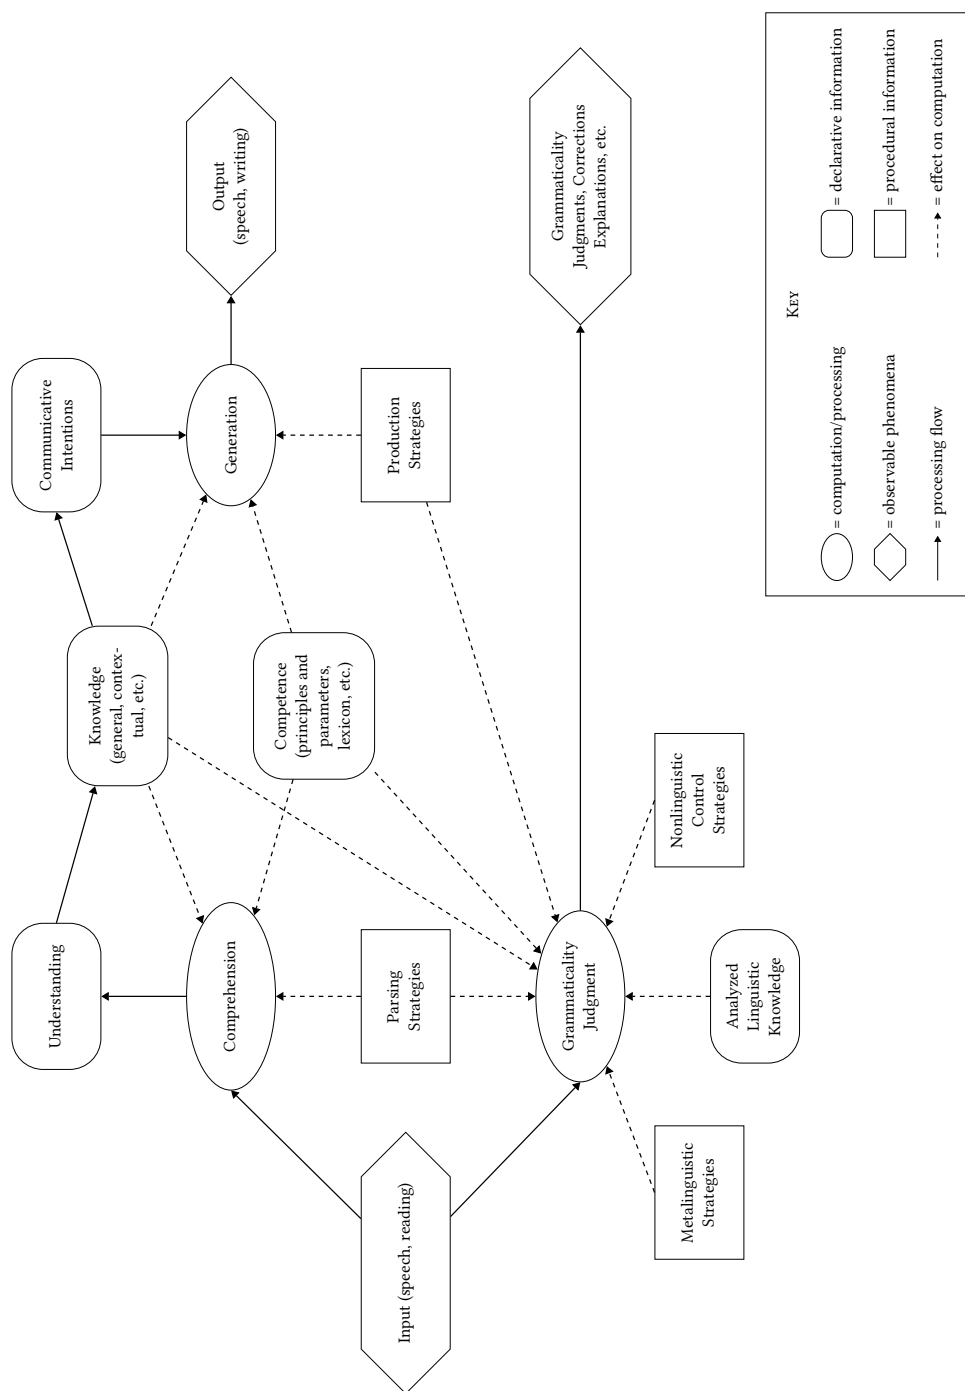 Understanding
Knowledge
(general, contex-
tual, etc.)
Communicative
Intentions
Comprehension
Competence
(principles and
parameters,
lexicon, etc.)
Generation
Output
(speech, writing)
Input (speech, reading)
Parsing
Strategies
Production
Strategies
Grammaticality
Judgment
Grammaticality
Judgments, Corrections
Explanations, etc.
Metalinguistic
Strategies
Analyzed
Linguistic
Knowledge
Nonlinguistic
Control
Strategies
KEY
= computation/processing
= declarative information
= observable phenomena
= procedural information
= processing flow
= effect on computation